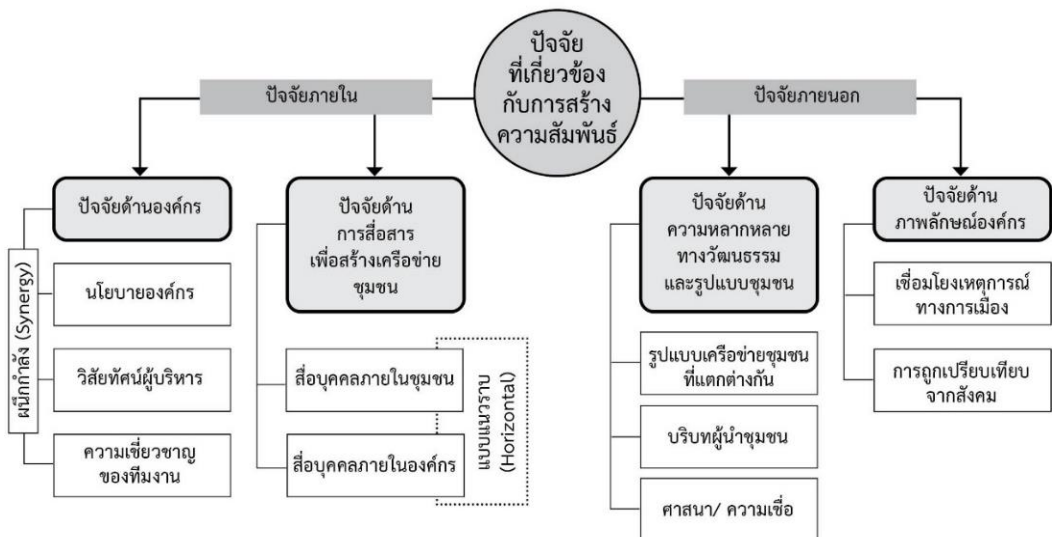 ปัจจัย
ที่เกี่ยวข้อง
กับการสร้าง
ความสัมพันธ์
ปัจจัยภายใน
ปัจจัยภายนอก
ปัจจัยด้านองค์กร
ผนึกกำลัง (Synergy)
นโยบายองค์กร
วิสัยทัศน์ผู้บริหาร
ความเชี่ยวชาญ
ของทีมงาน
ปัจจัยด้าน
การสื่อสาร
เพื่อสร้างเครือข่าย
ชุมชน
สื่อบุคคลภายในชุมชน
สื่อบุคคลภายในองค์กร
แบบแนวราบ
(Horizontal)
ปัจจัยด้าน
ความหลากหลาย
ทางวัฒนธรรม
และรูปแบบชุมชน
รูปแบบเครือข่ายชุมชน
ที่แตกต่างกัน
บริบทผู้นำชุมชน
ศาสนา/ ความเชื่อ
ปัจจัยด้าน
ภาพลักษณ์องค์กร
เชื่อมโยงเหตุการณ์
ทางการเมือง
การถูกเปรียบเทียบ
จากสังคม